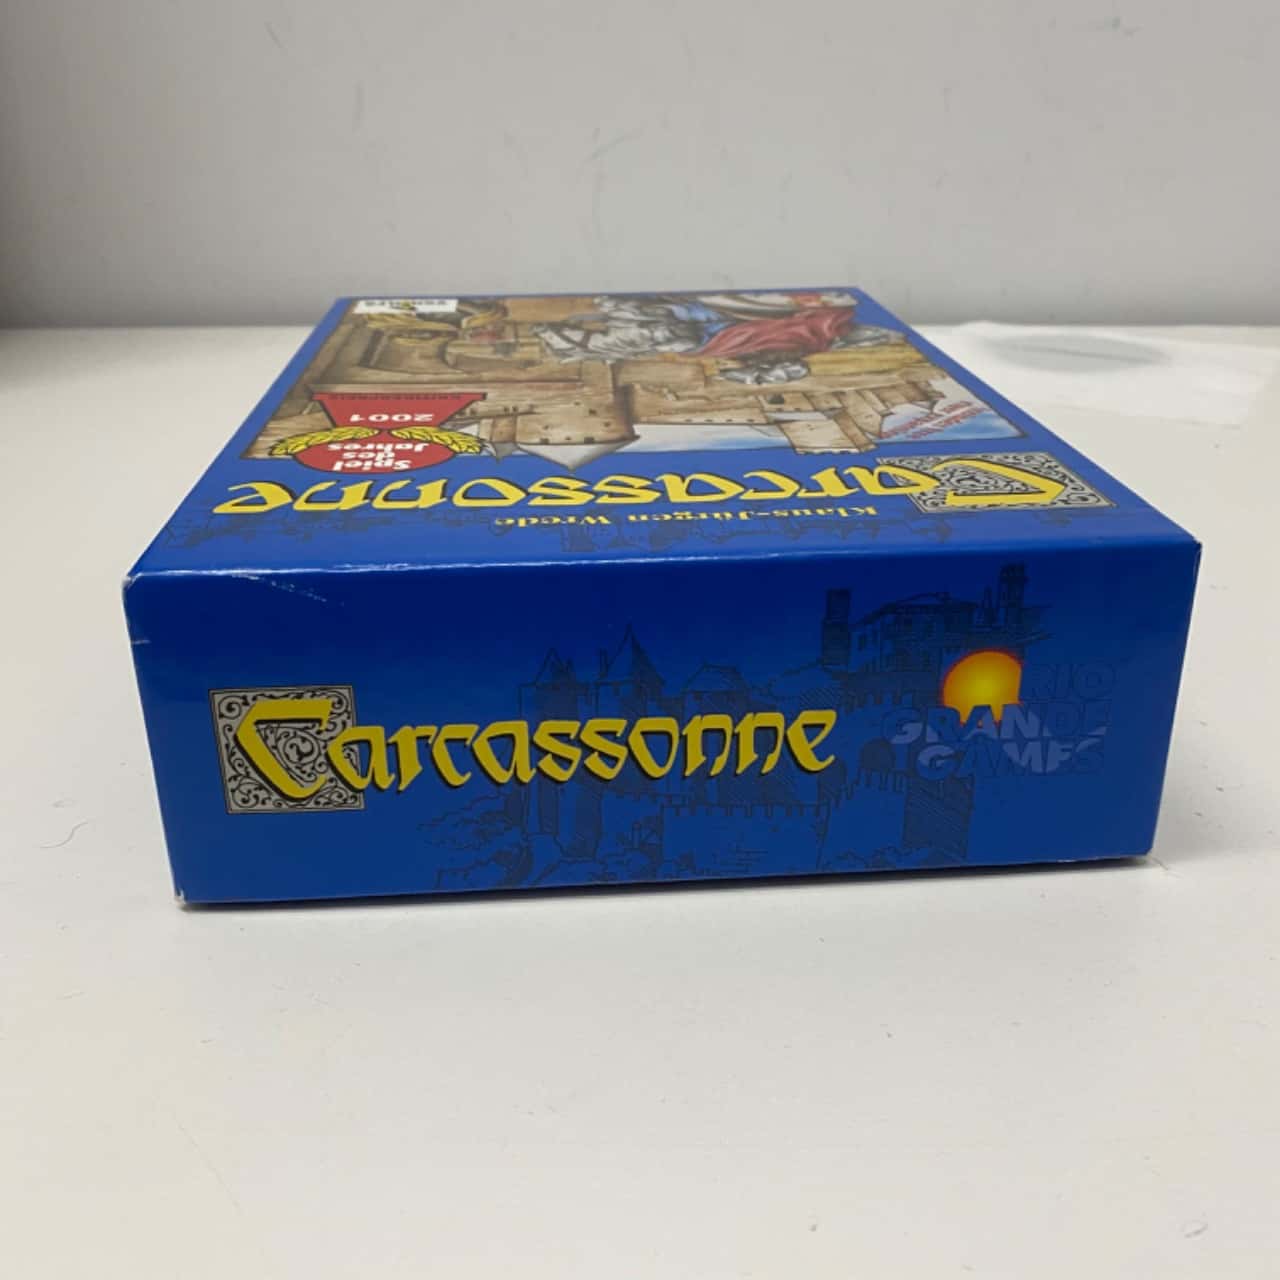 Carcassonne
RIO
GRANDE
GAMES
Klaus-Jürgen Wrede
Carcassonne
Spiel
des
Jahres
2001